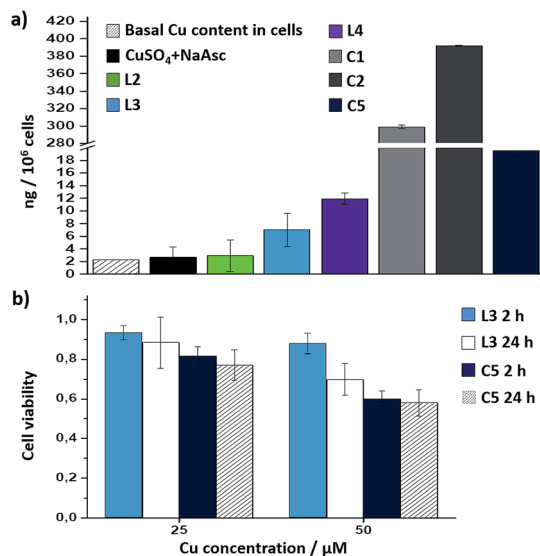 a)
420
400
380
360
340
320
300
280
18
16
14
12
10
8
6
4
2
0
ng / 10⁶ cells
Basal Cu content in cells
CuSO₄+NaAsc
L2
L3
L4
C1
C2
C5
b)
1,0
0,8
0,6
0,4
0,2
0,0
Cell viability
25
50
Cu concentration / µM
L3 2 h
L3 24 h
C5 2 h
C5 24 h